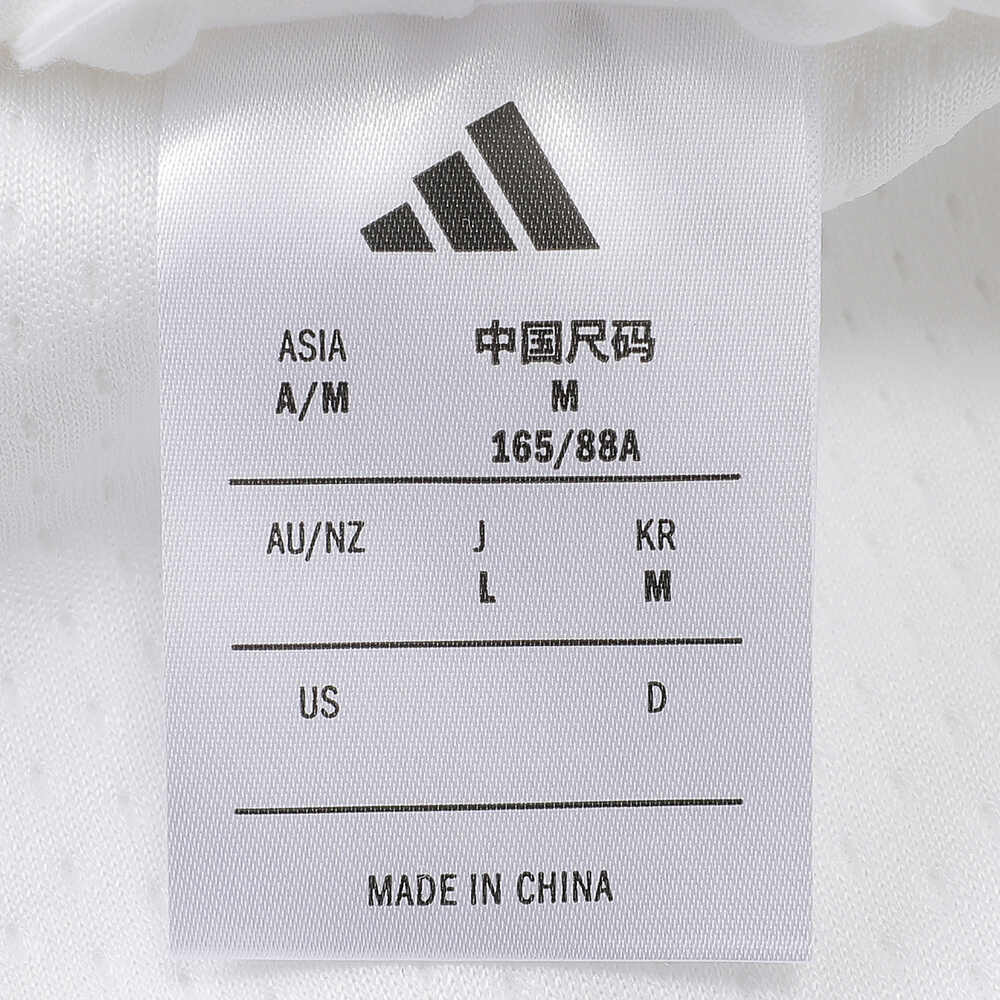 ASIA 中国尺码
A/M M
165/88A
AU/NZ J KR
L M
US D
MADE IN CHINA